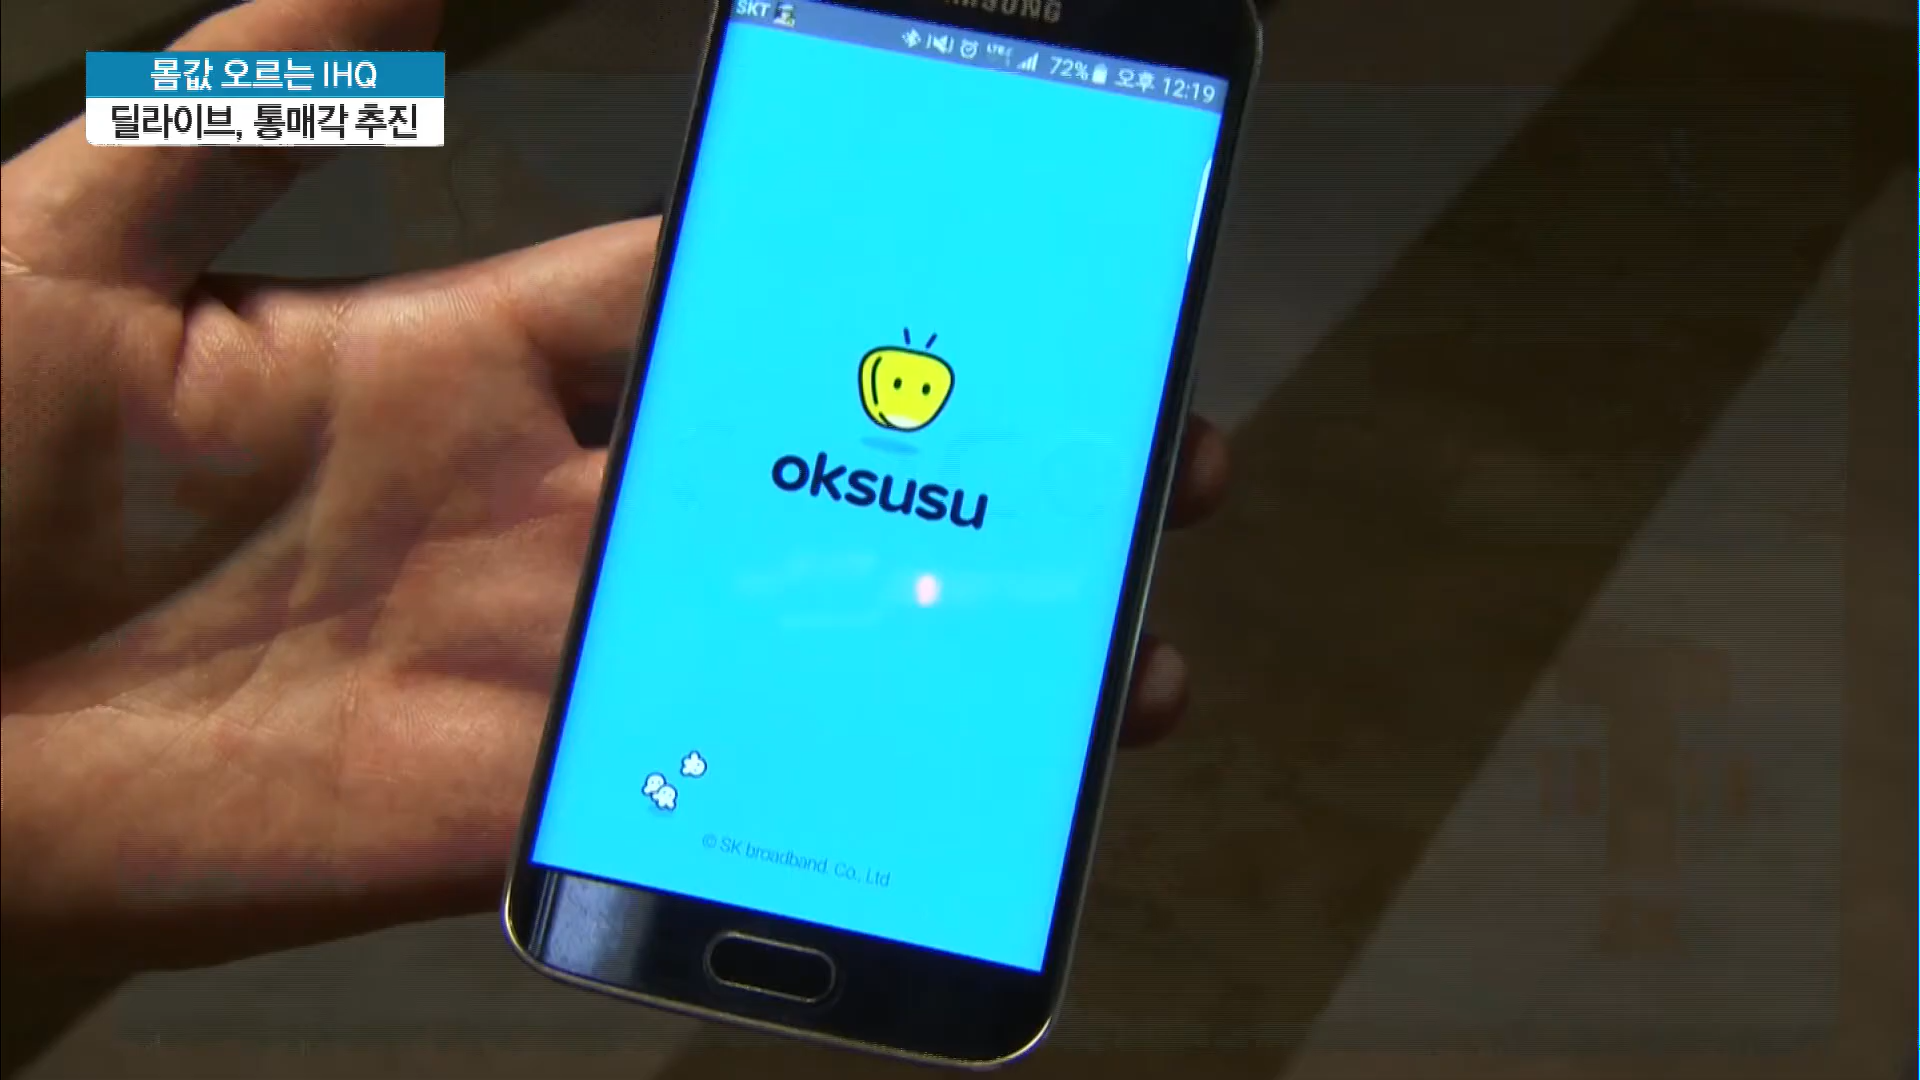 몸값 오르는 IHQ
딜라이브, 통매각 추진
SAMSUNG
SKT
LTE 72% 오후 12:19
oksusu
© SK broadband. Co., Ltd